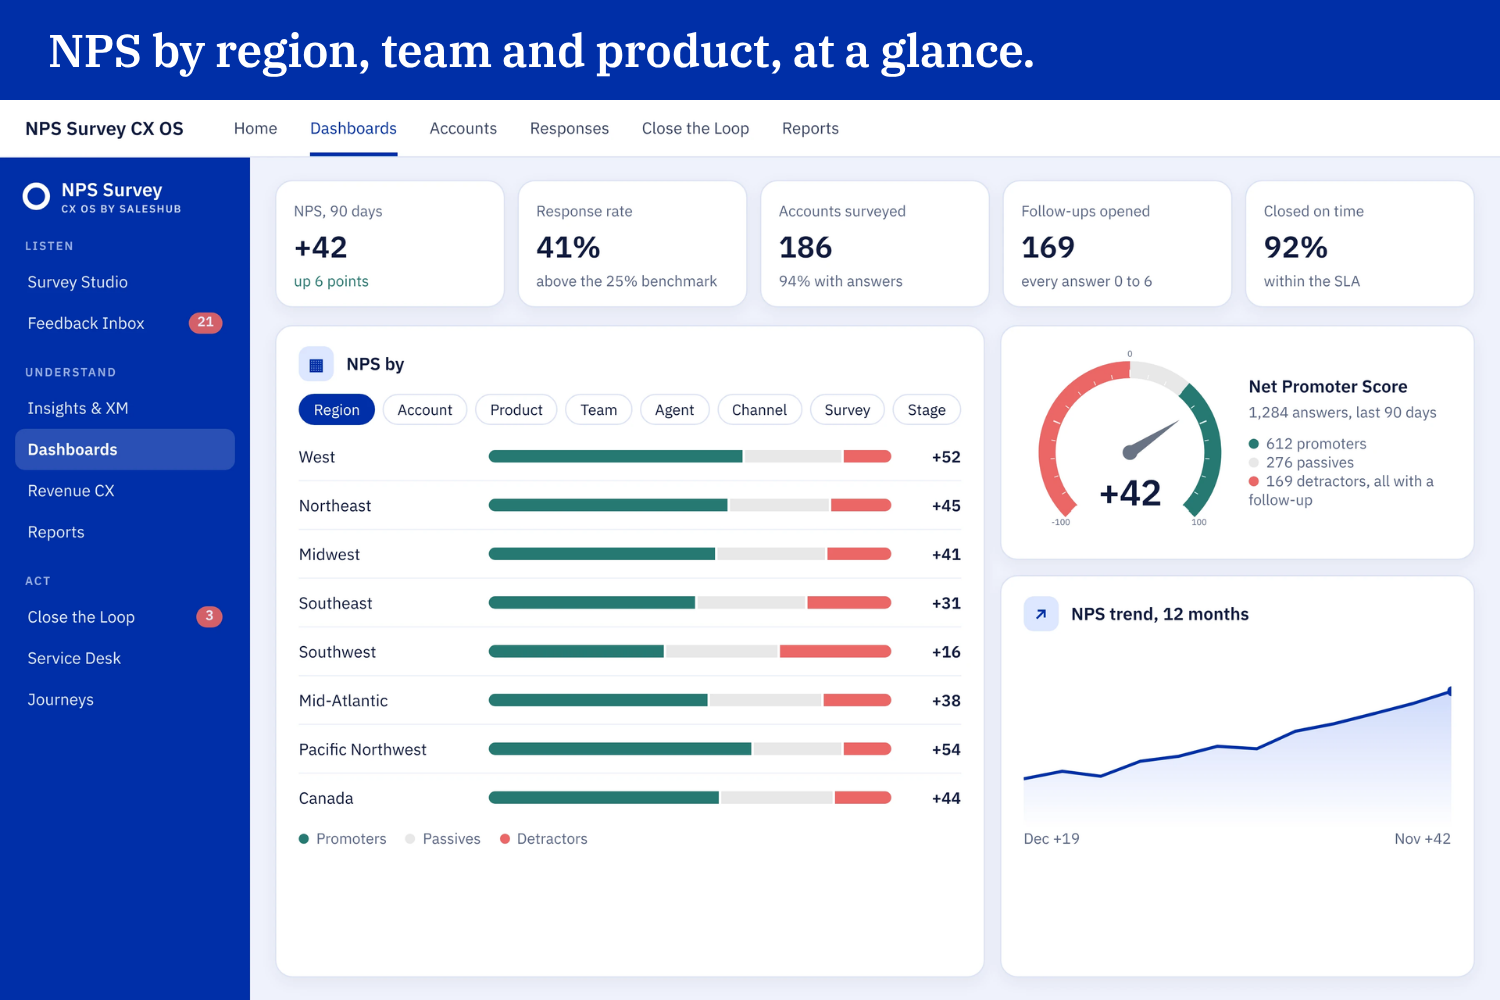 NPS by region, team and product, at a glance.
NPS Survey CX OS
Home
Dashboards
Accounts
Responses
Close the Loop
Reports
NPS Survey
CX OS BY SALESHUB
LISTEN
Survey Studio
Feedback Inbox
21
UNDERSTAND
Insights & XM
Dashboards
Revenue CX
Reports
ACT
Close the Loop
3
Service Desk
Journeys
NPS, 90 days
+42
up 6 points
Response rate
41%
above the 25% benchmark
Accounts surveyed
186
94% with answers
Follow-ups opened
169
every answer 0 to 6
Closed on time
92%
within the SLA
NPS by
Region
Account
Product
Team
Agent
Channel
Survey
Stage
West
+52
Northeast
+45
Midwest
+41
Southeast
+31
Southwest
+16
Mid-Atlantic
+38
Pacific Northwest
+54
Canada
+44
Promoters
Passives
Detractors
0
-100
100
+42
Net Promoter Score
1,284 answers, last 90 days
612 promoters
276 passives
169 detractors, all with a
follow-up
NPS trend, 12 months
Dec +19
Nov +42